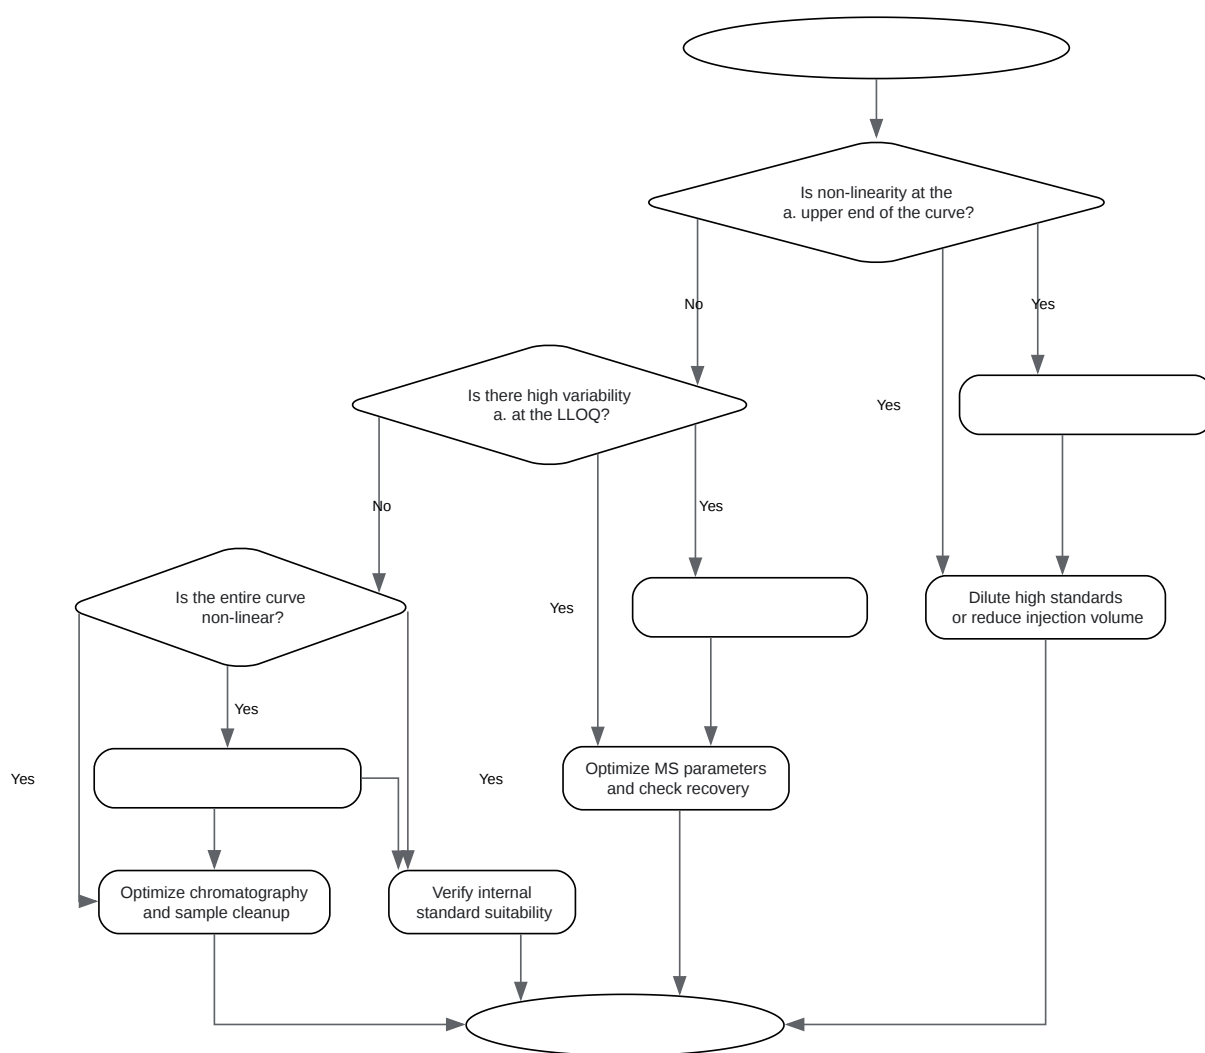 Is non-linearity at the
a. upper end of the curve?
No
Yes
Is there high variability
a. at the LLOQ?
Yes
No
Yes
Is the entire curve
non-linear?
Yes
Dilute high standards
or reduce injection volume
Yes
Yes
Yes
Optimize MS parameters
and check recovery
Optimize chromatography
and sample cleanup
Verify internal
standard suitability